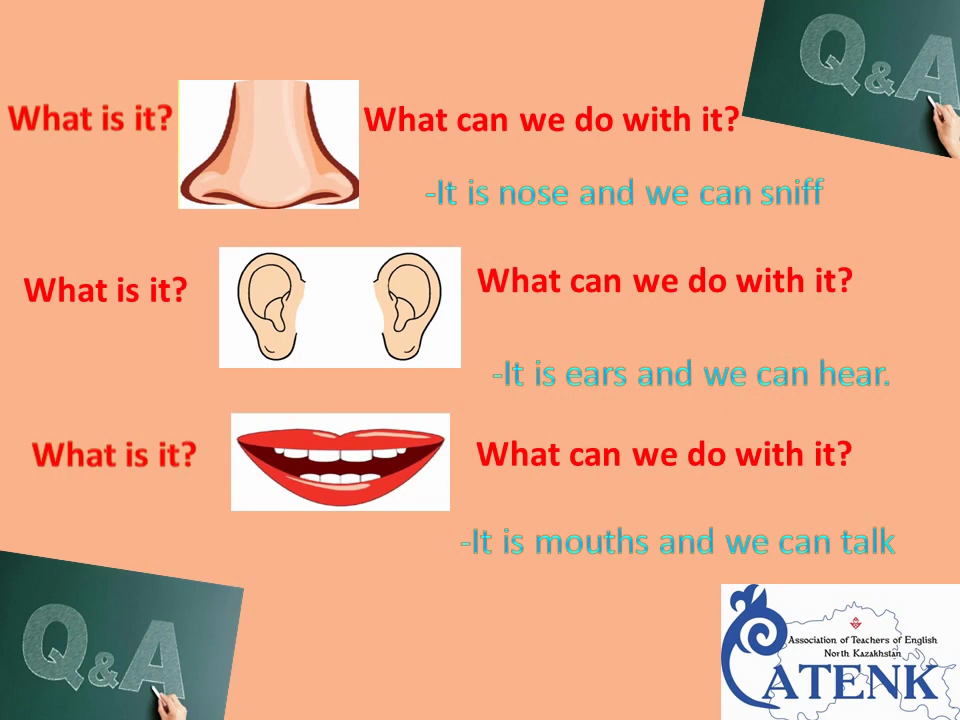 Q&A
What is it?
What can we do with it?
-It is nose and we can sniff
What is it?
What can we do with it?
-It is ears and we can hear.
What is it?
What can we do with it?
-It is mouths and we can talk
Q&A
Association of Teachers of English
North Kazakhstan
ATENK